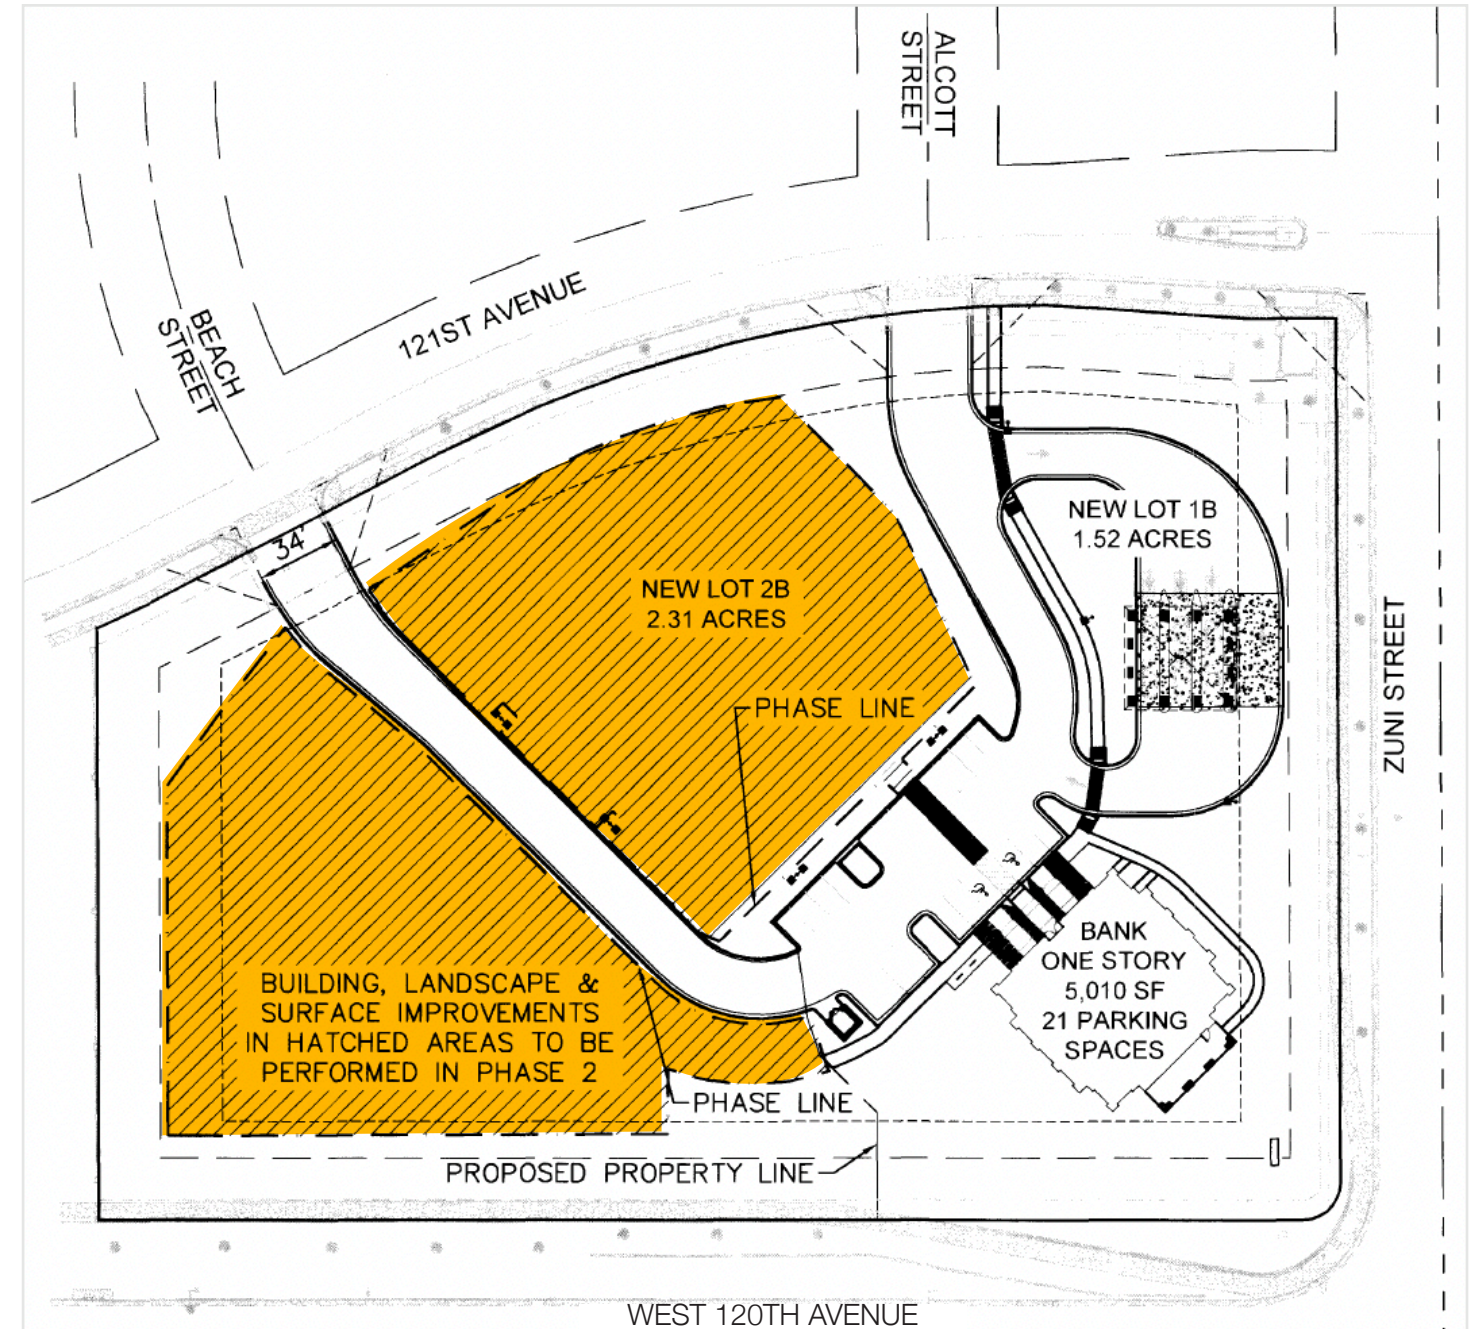 ALCOTT
STREET
121ST AVENUE
BEACH
STREET
34'
NEW LOT 1B
1.52 ACRES
NEW LOT 2B
2.31 ACRES
ZUNI STREET
PHASE LINE
BANK
ONE STORY
5,010 SF
21 PARKING
SPACES
BUILDING, LANDSCAPE &
SURFACE IMPROVEMENTS
IN HATCHED AREAS TO BE
PERFORMED IN PHASE 2
PHASE LINE
PROPOSED PROPERTY LINE
WEST 120TH AVENUE